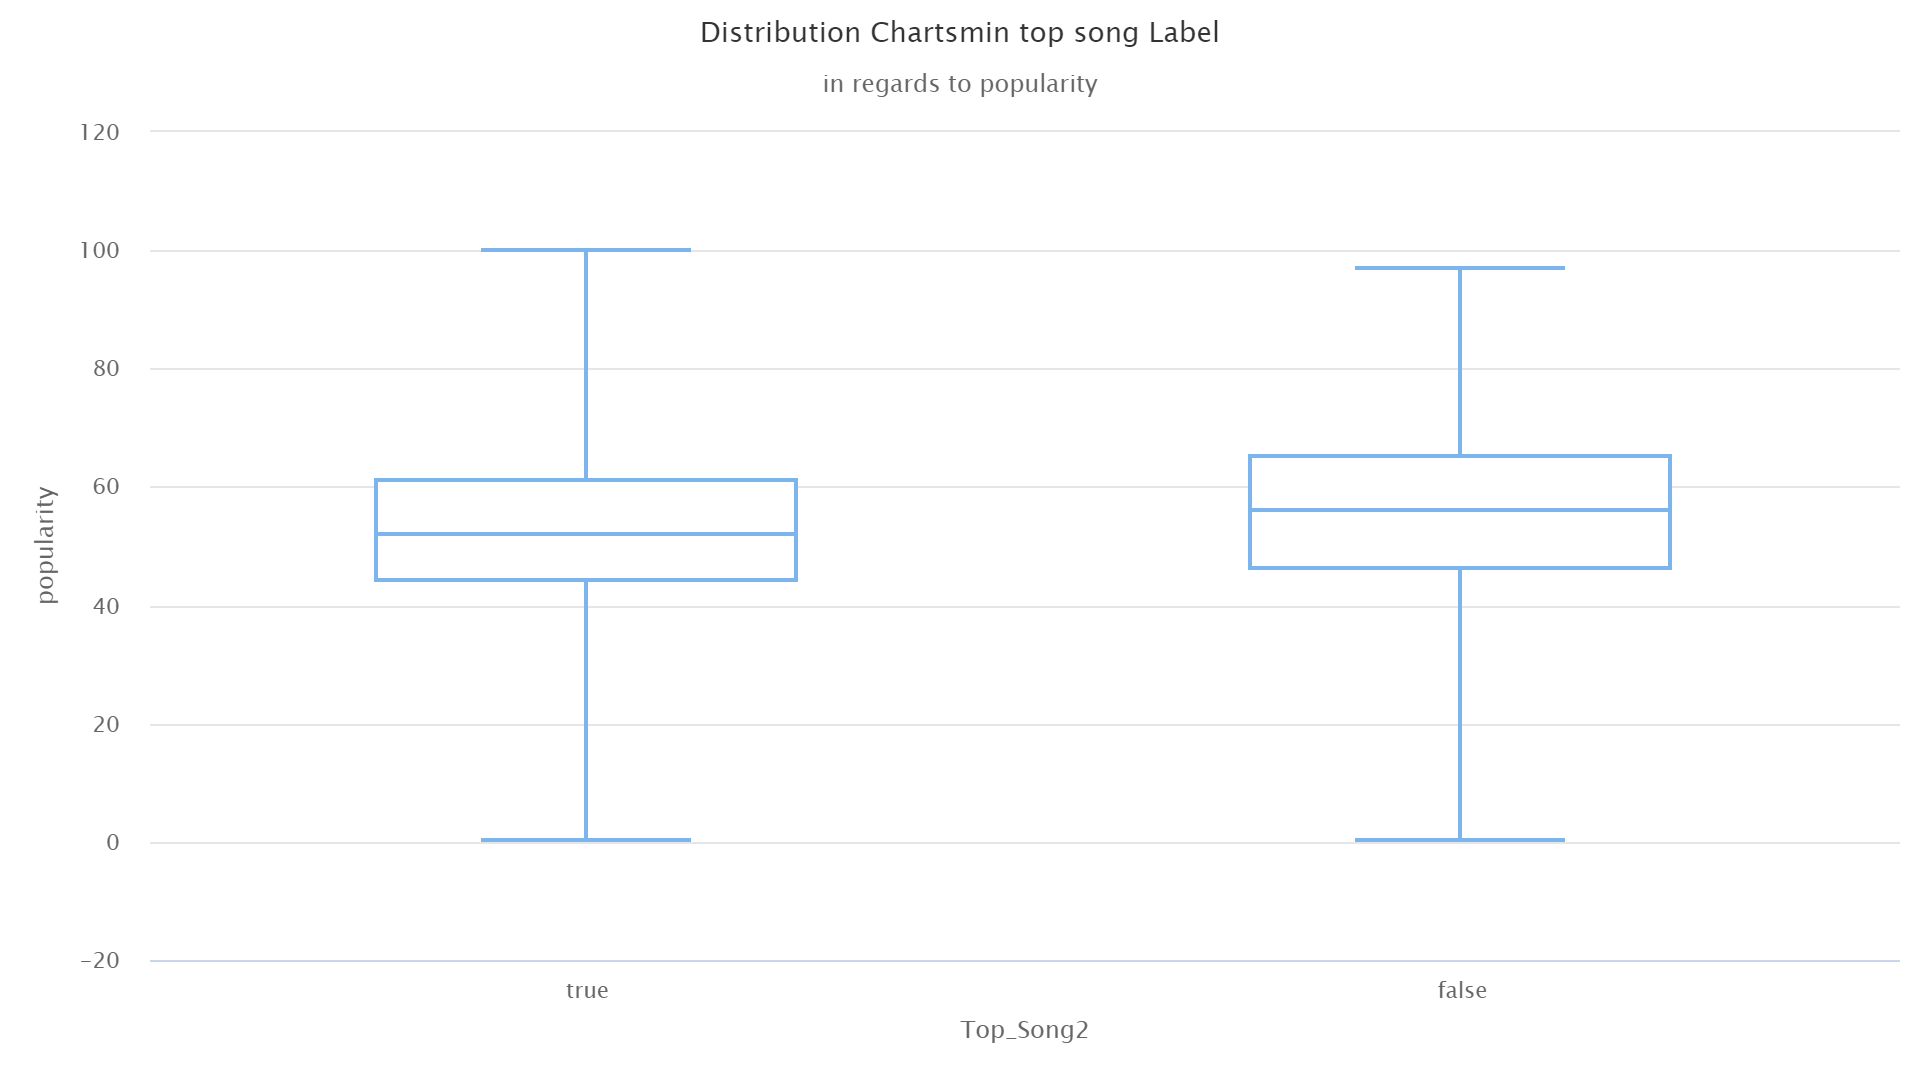 Distribution Chartsmin top song Label
in regards to popularity
120
100
80
60
40
20
0
-20
popularity
true
false
Top_Song2